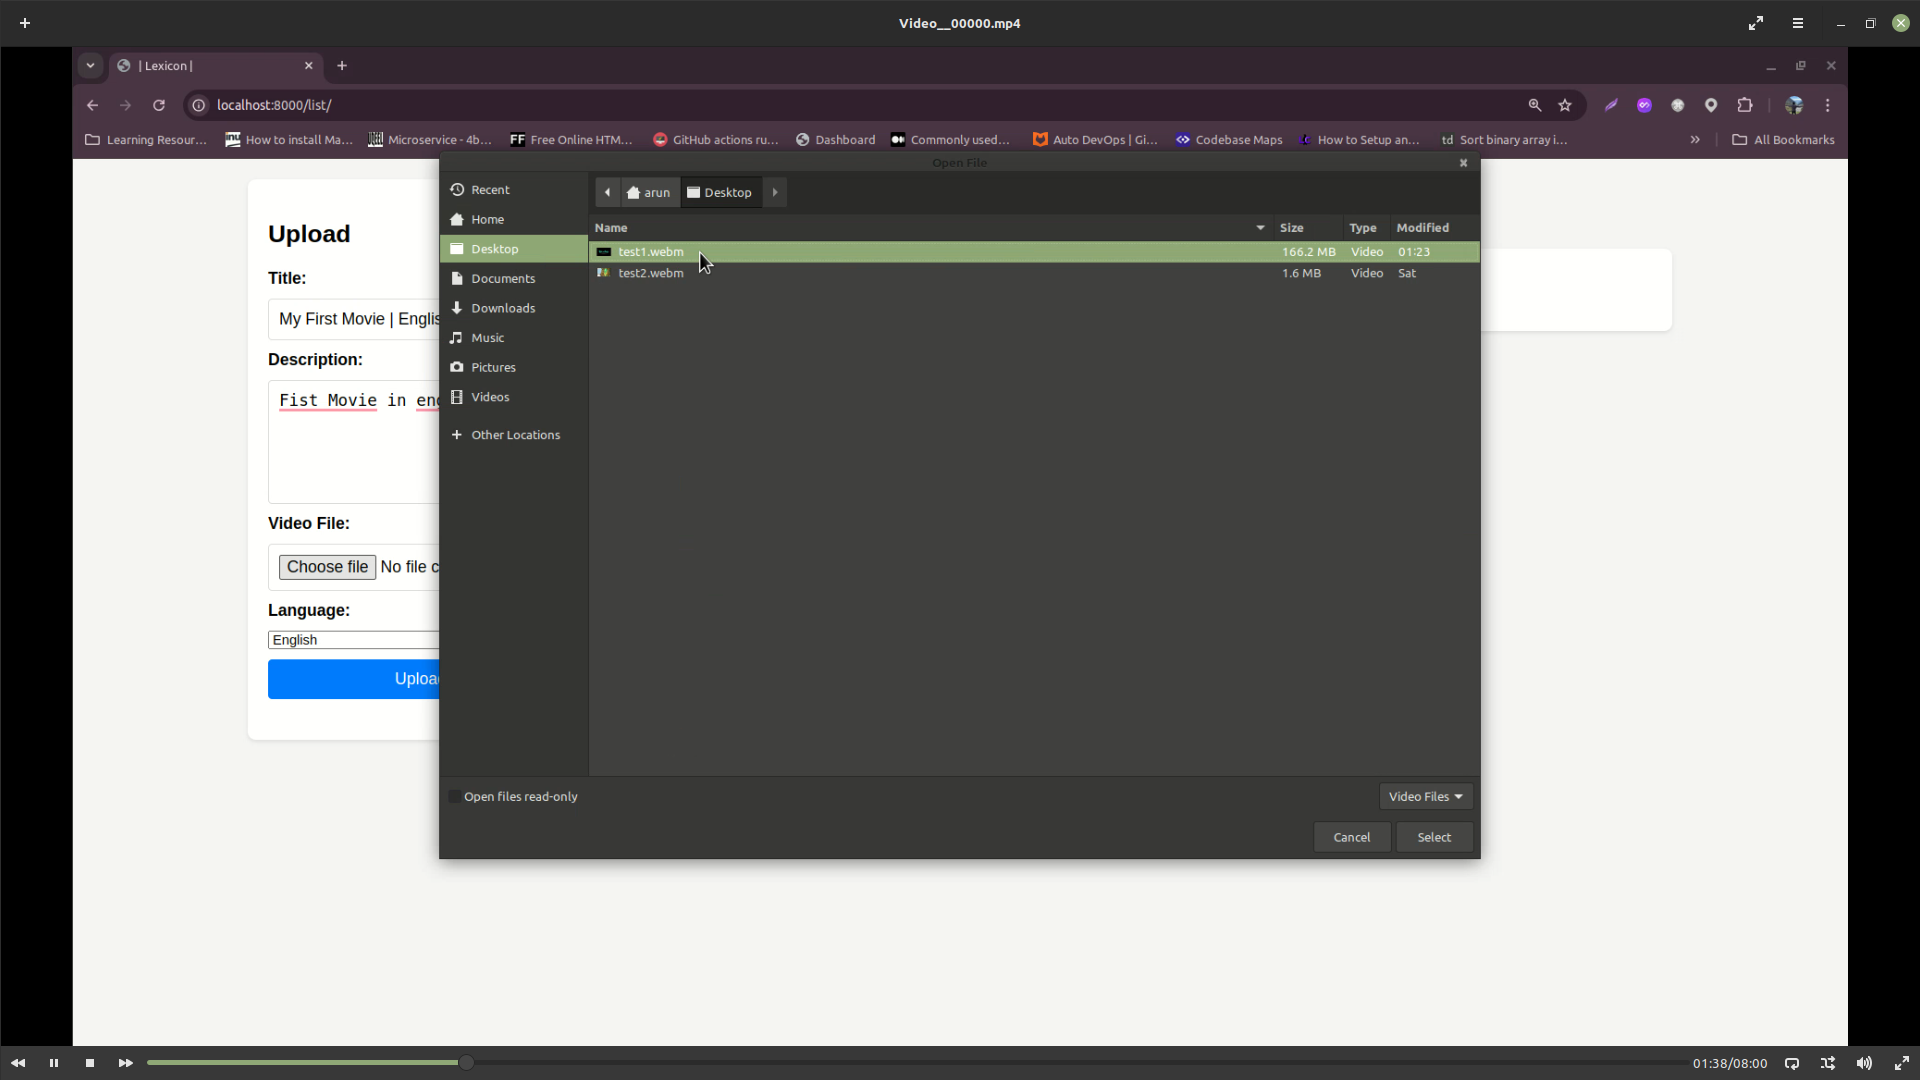 Video__00000.mp4
| Lexicon |
localhost:8000/list/
Learning Resour...
How to install Ma...
Microservice - 4b...
FF Free Online HTM...
GitHub actions ru...
Dashboard
Commonly used...
Auto DevOps | Gi...
Codebase Maps
How to Setup an...
td Sort binary array i...
All Bookmarks
Open File
Recent
Home
Desktop
Documents
Downloads
Music
Pictures
Videos
Other Locations
arun
Desktop
Name Size Type Modified
test1.webm 166.2 MB Video 01:23
test2.webm 1.6 MB Video Sat
Open files read-only
Video Files
Cancel
Select
Upload
Title:
My First Movie | Englis
Description:
Fist Movie in eng
Video File:
Choose file No file c
Language:
English
Uploa
01:38/08:00